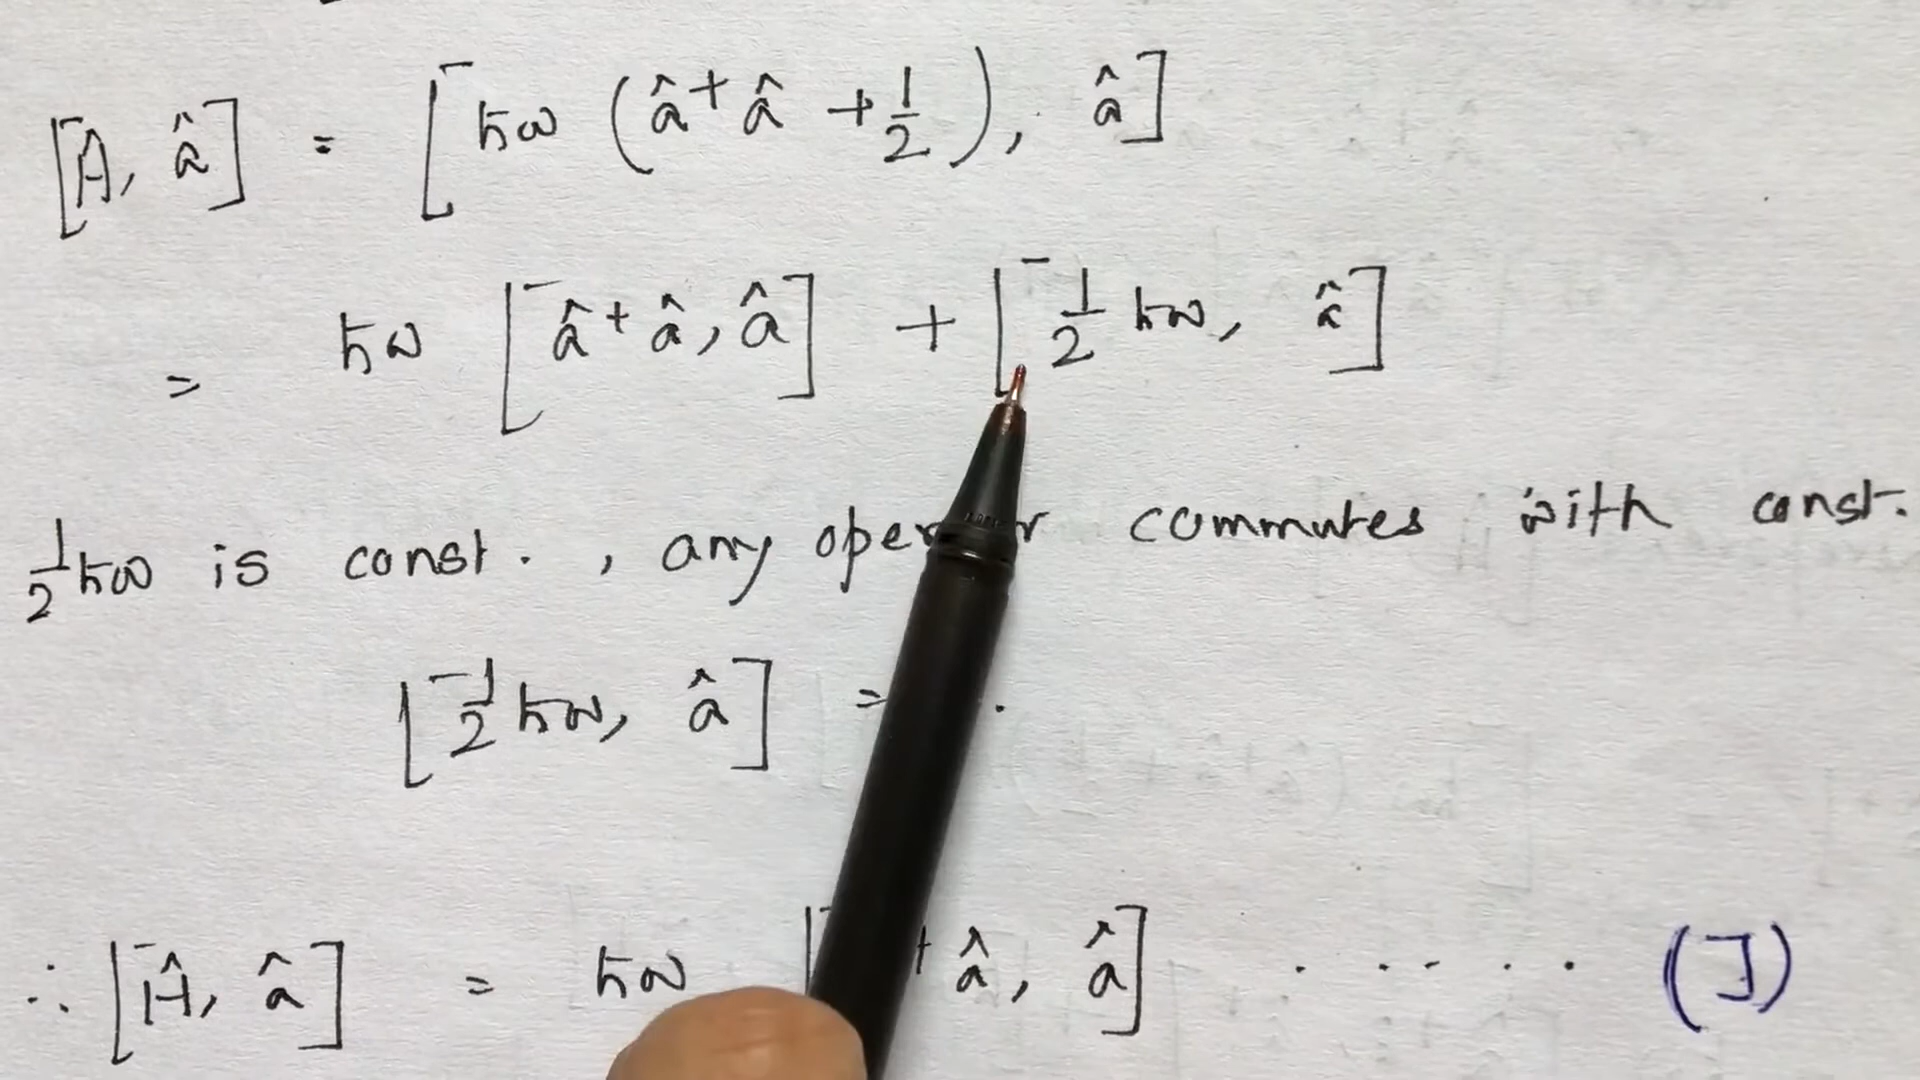 [Ĥ, â] = [ħω (â⁺ â + 1/2), â]
= ħω [â⁺ â, â] + [1/2 ħω, â]
1/2 ħω is const. , any commutes with const.
[1/2 ħω, â] =
∴ [Ĥ, â] = ħω [ ⁺ â, â] . . . . . . (J)